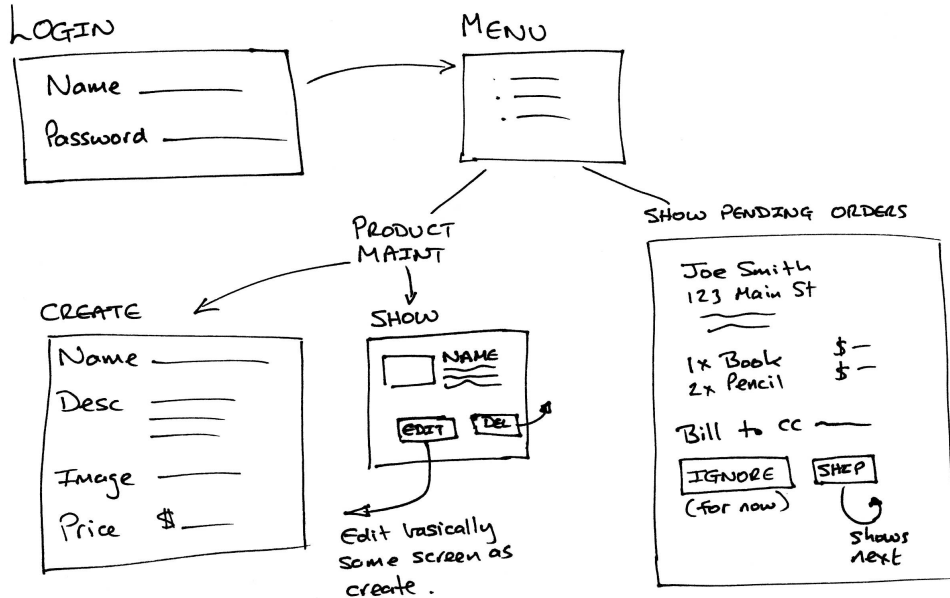 LOGIN
Name
Password
MENU
PRODUCT
MAINT
CREATE
Name
Desc
Image
Price $
SHOW
NAME
EDIT DEL
Edit basically
same screen as
create.
SHOW PENDING ORDERS
Joe Smith
123 Main St
1x Book $
2x Pencil $
Bill to CC
IGNORE SHIP
(for now)
shows
next